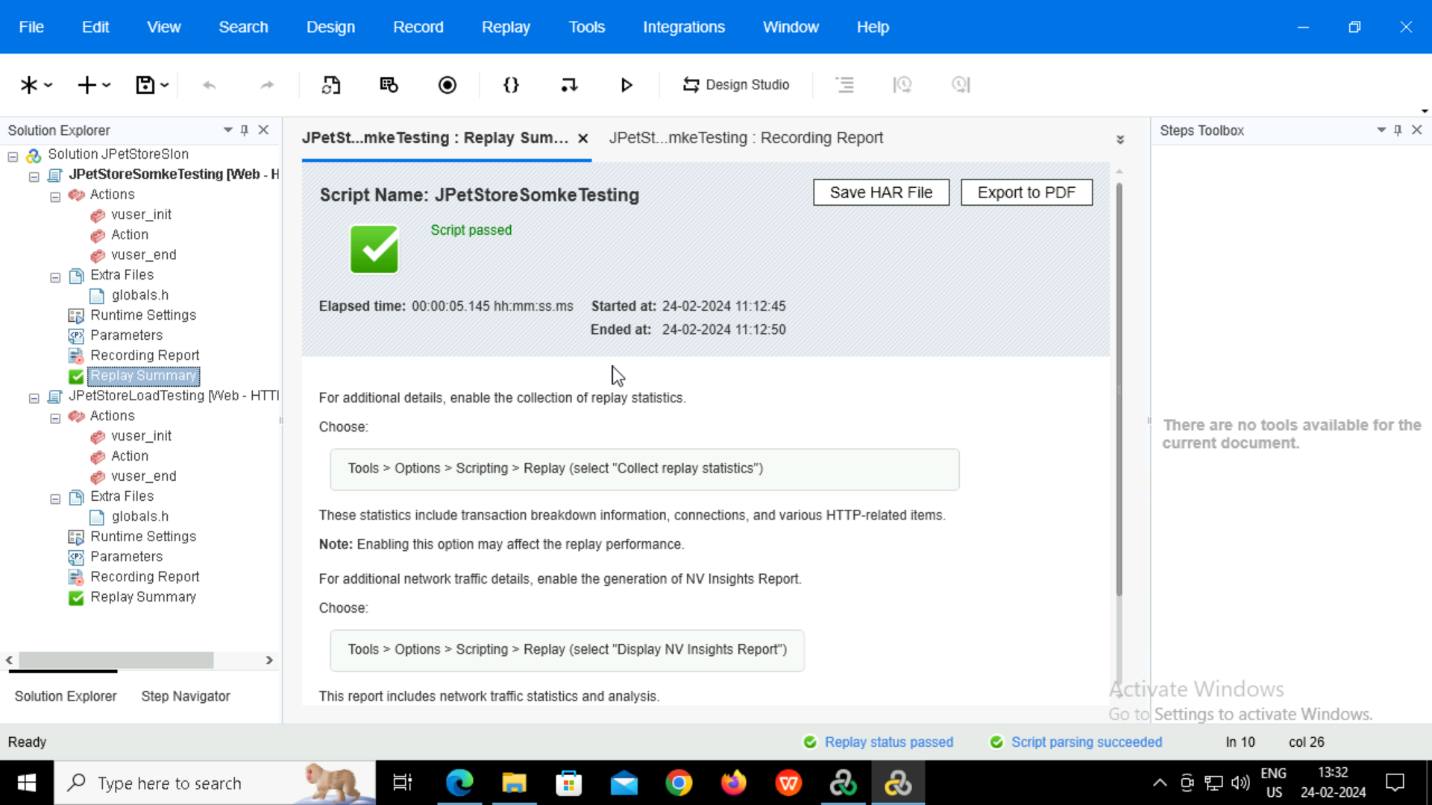 File Edit View Search Design Record Replay Tools Integrations Window Help
Design Studio
Solution Explorer
Solution JPetStoreSlon
JPetStoreSomkeTesting [Web - H
Actions
vuser_init
Action
vuser_end
Extra Files
globals.h
Runtime Settings
Parameters
Recording Report
Replay Summary
JPetStoreLoadTesting [Web - HTTI
Actions
vuser_init
Action
vuser_end
Extra Files
globals.h
Runtime Settings
Parameters
Recording Report
Replay Summary
Solution Explorer Step Navigator
JPetSt...mkeTesting : Replay Sum... JPetSt...mkeTesting : Recording Report
Script Name: JPetStoreSomkeTesting
Save HAR File Export to PDF
Script passed
Elapsed time: 00:00:05.145 hh:mm:ss.ms Started at: 24-02-2024 11:12:45
Ended at: 24-02-2024 11:12:50
For additional details, enable the collection of replay statistics.
Choose:
Tools > Options > Scripting > Replay (select "Collect replay statistics")
These statistics include transaction breakdown information, connections, and various HTTP-related items.
Note: Enabling this option may affect the replay performance.
For additional network traffic details, enable the generation of NV Insights Report.
Choose:
Tools > Options > Scripting > Replay (select "Display NV Insights Report")
This report includes network traffic statistics and analysis.
Steps Toolbox
There are no tools available for the
current document.
Activate Windows
Go to Settings to activate Windows.
Ready Replay status passed Script parsing succeeded ln 10 col 26
Type here to search
ENG
US
13:32
24-02-2024